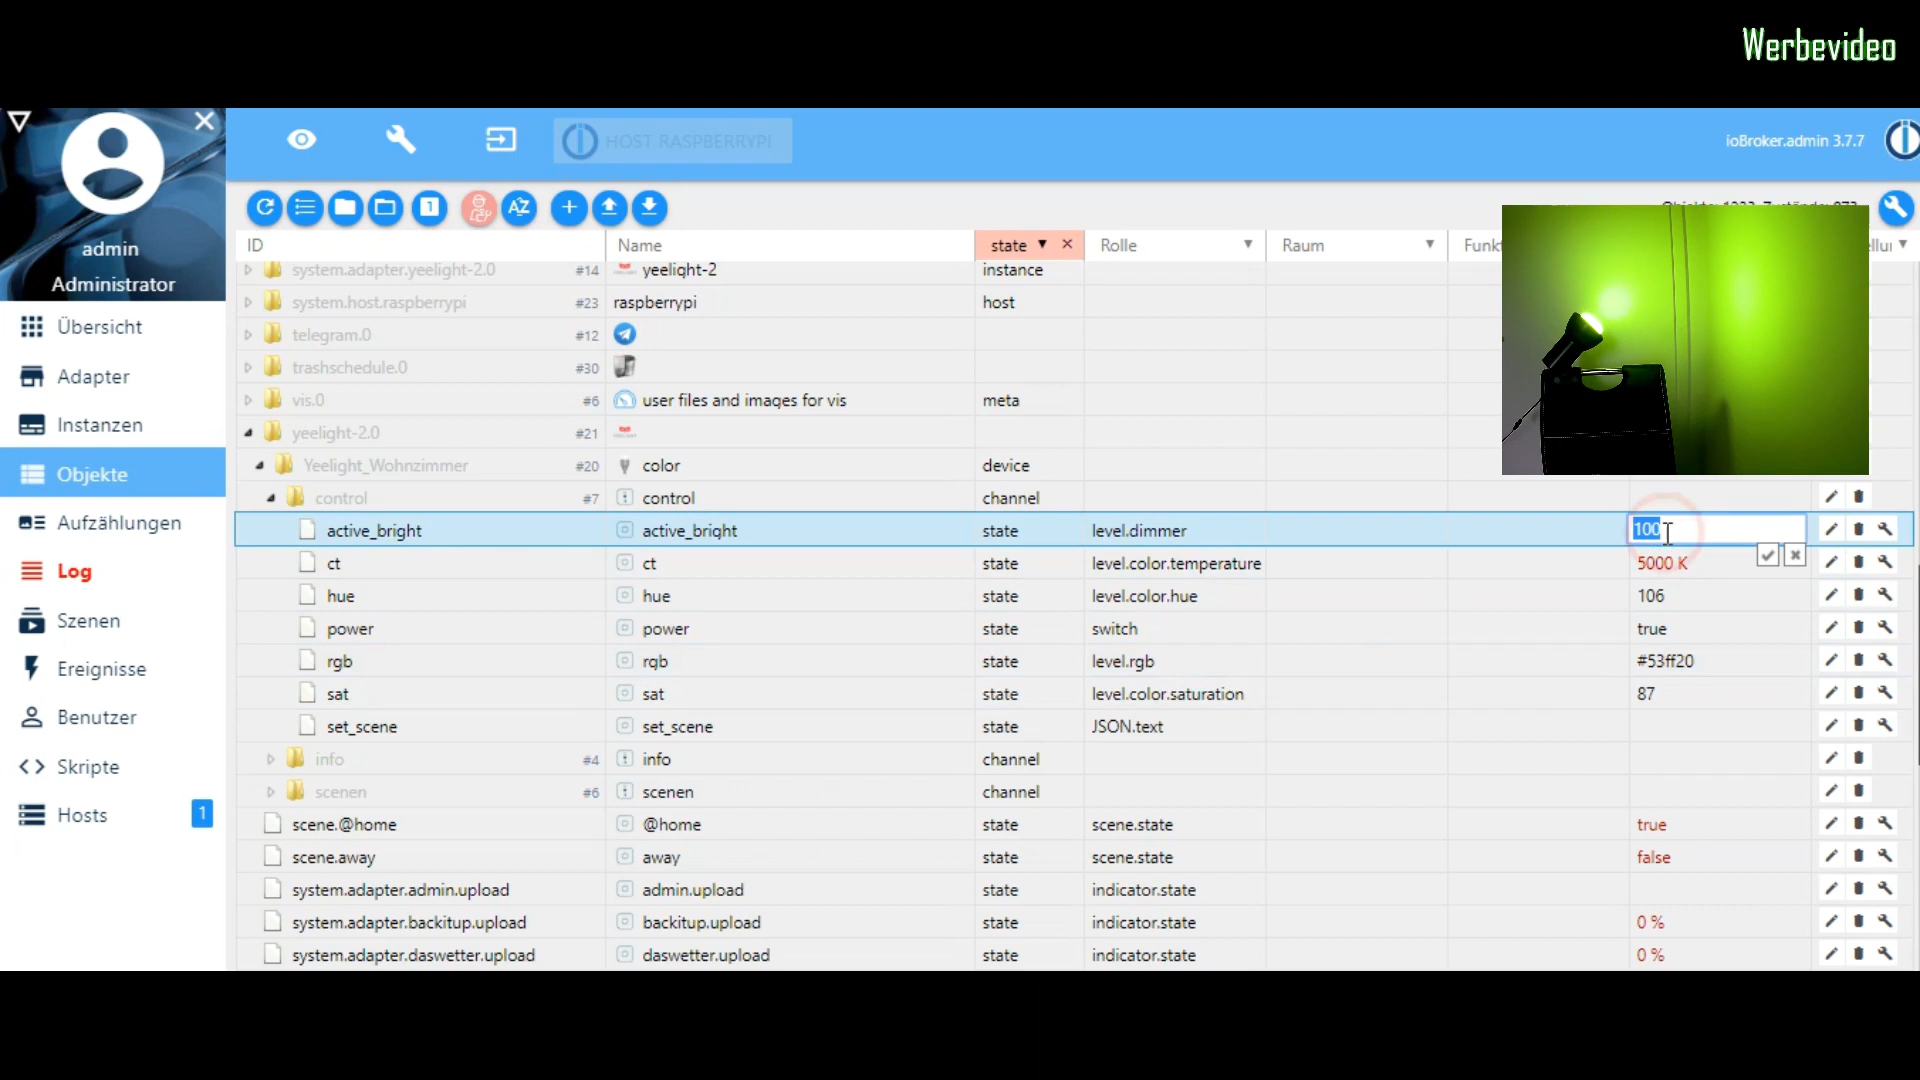 Werbevideo
HOST RASPBERRYPI
ioBroker.admin 3.7.7
admin
Administrator
Übersicht
Adapter
Instanzen
Objekte
Log
Szenen
Ereignisse
Benutzer
Skripte
Hosts 1
1
AZ
ID Name state Rolle Raum Funkt
system.adapter.yeelight-2.0 #14 yeelight-2 instance
system.host.raspberrypi #23 raspberrypi host
telegram.0 #12
trashschedule.0 #30
vis.0 #6 user files and images for vis meta
yeelight-2.0 #21
Yeelight_Wohnzimmer #20 color device
control #7 control channel
active_bright active_bright state level.dimmer 100
ct ct state level.color.temperature 5000 K
hue hue state level.color.hue 106
power power state switch true
rgb rgb state level.rgb #53ff20
sat sat state level.color.saturation 87
set_scene set_scene state JSON.text
info #4 info channel
scenen #6 scenen channel
scene.@home @home state scene.state true
scene.away away state scene.state false
system.adapter.admin.upload admin.upload state indicator.state
system.adapter.backitup.upload backitup.upload state indicator.state 0 %
system.adapter.daswetter.upload daswetter.upload state indicator.state 0 %